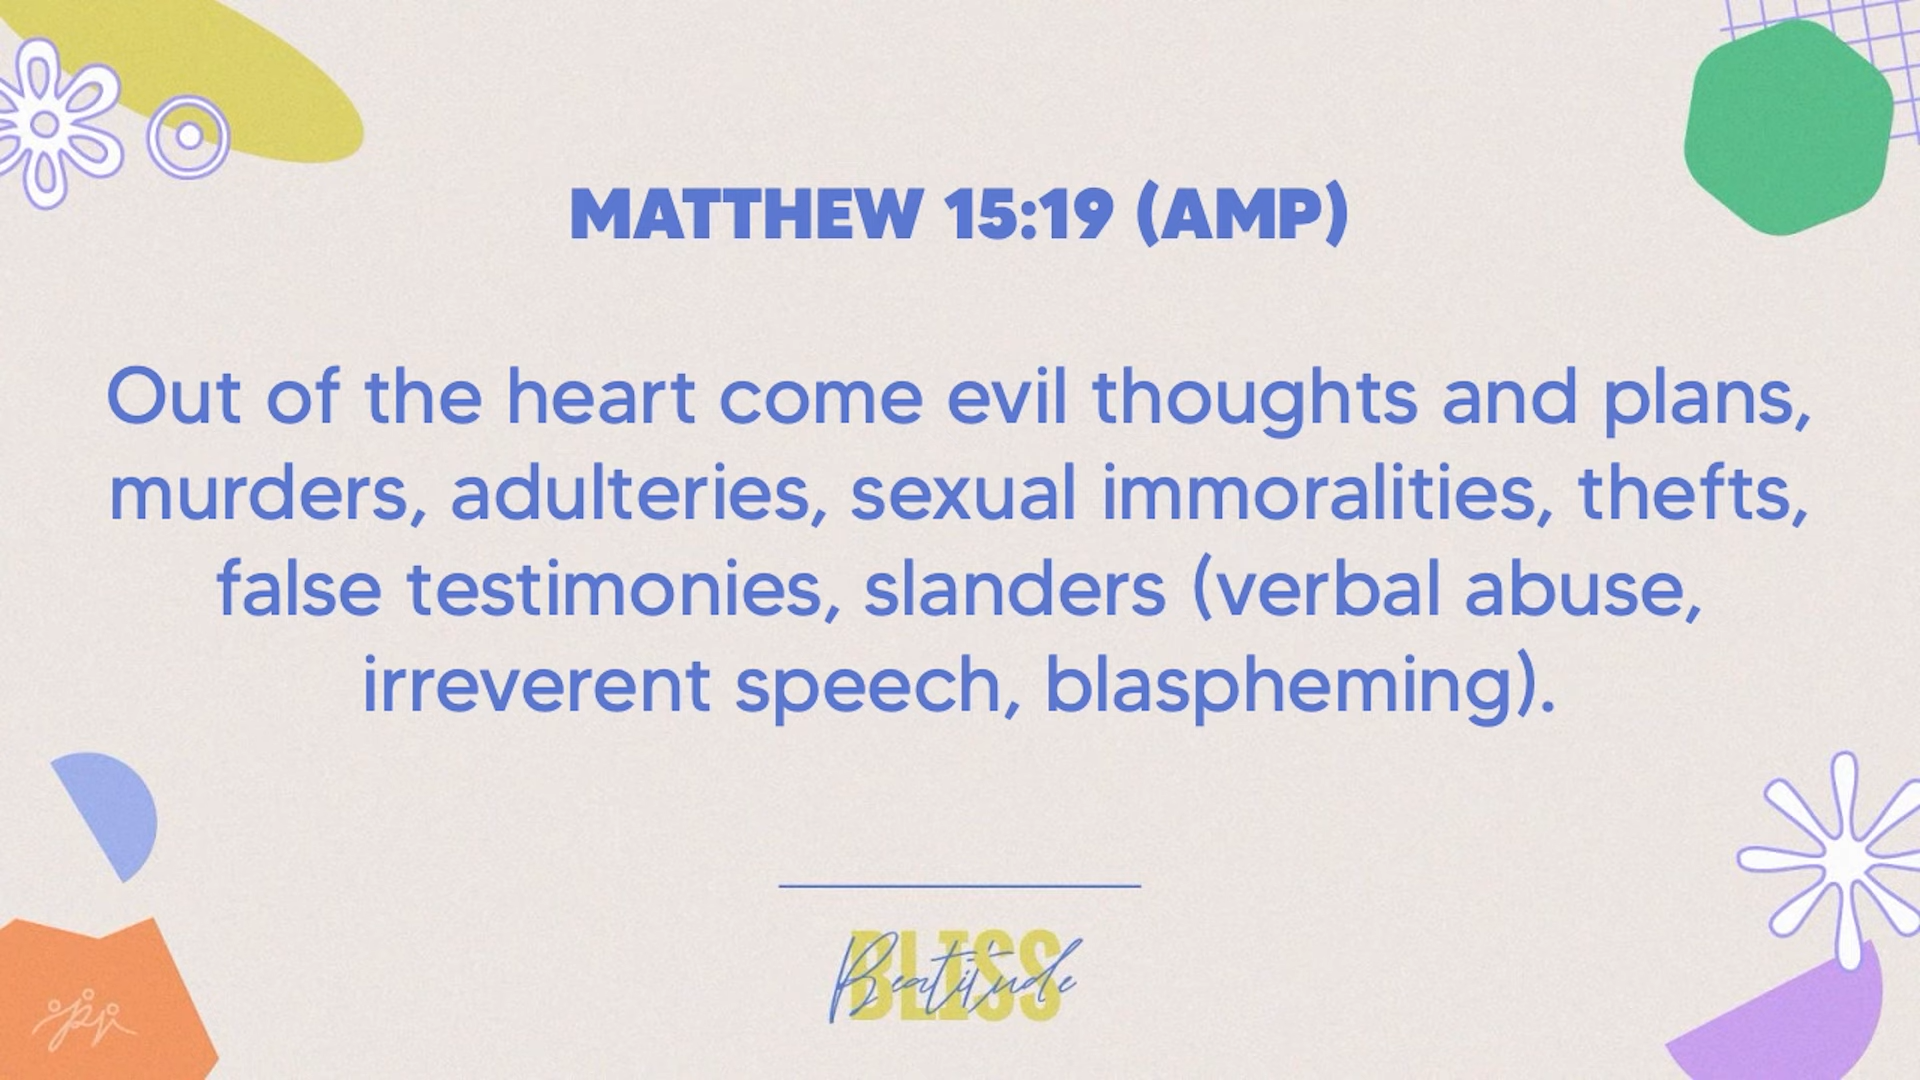 MATTHEW 15:19 (AMP)
Out of the heart come evil thoughts and plans,
murders, adulteries, sexual immoralities, thefts,
false testimonies, slanders (verbal abuse,
irreverent speech, blaspheming).
BLISS
Beatitude